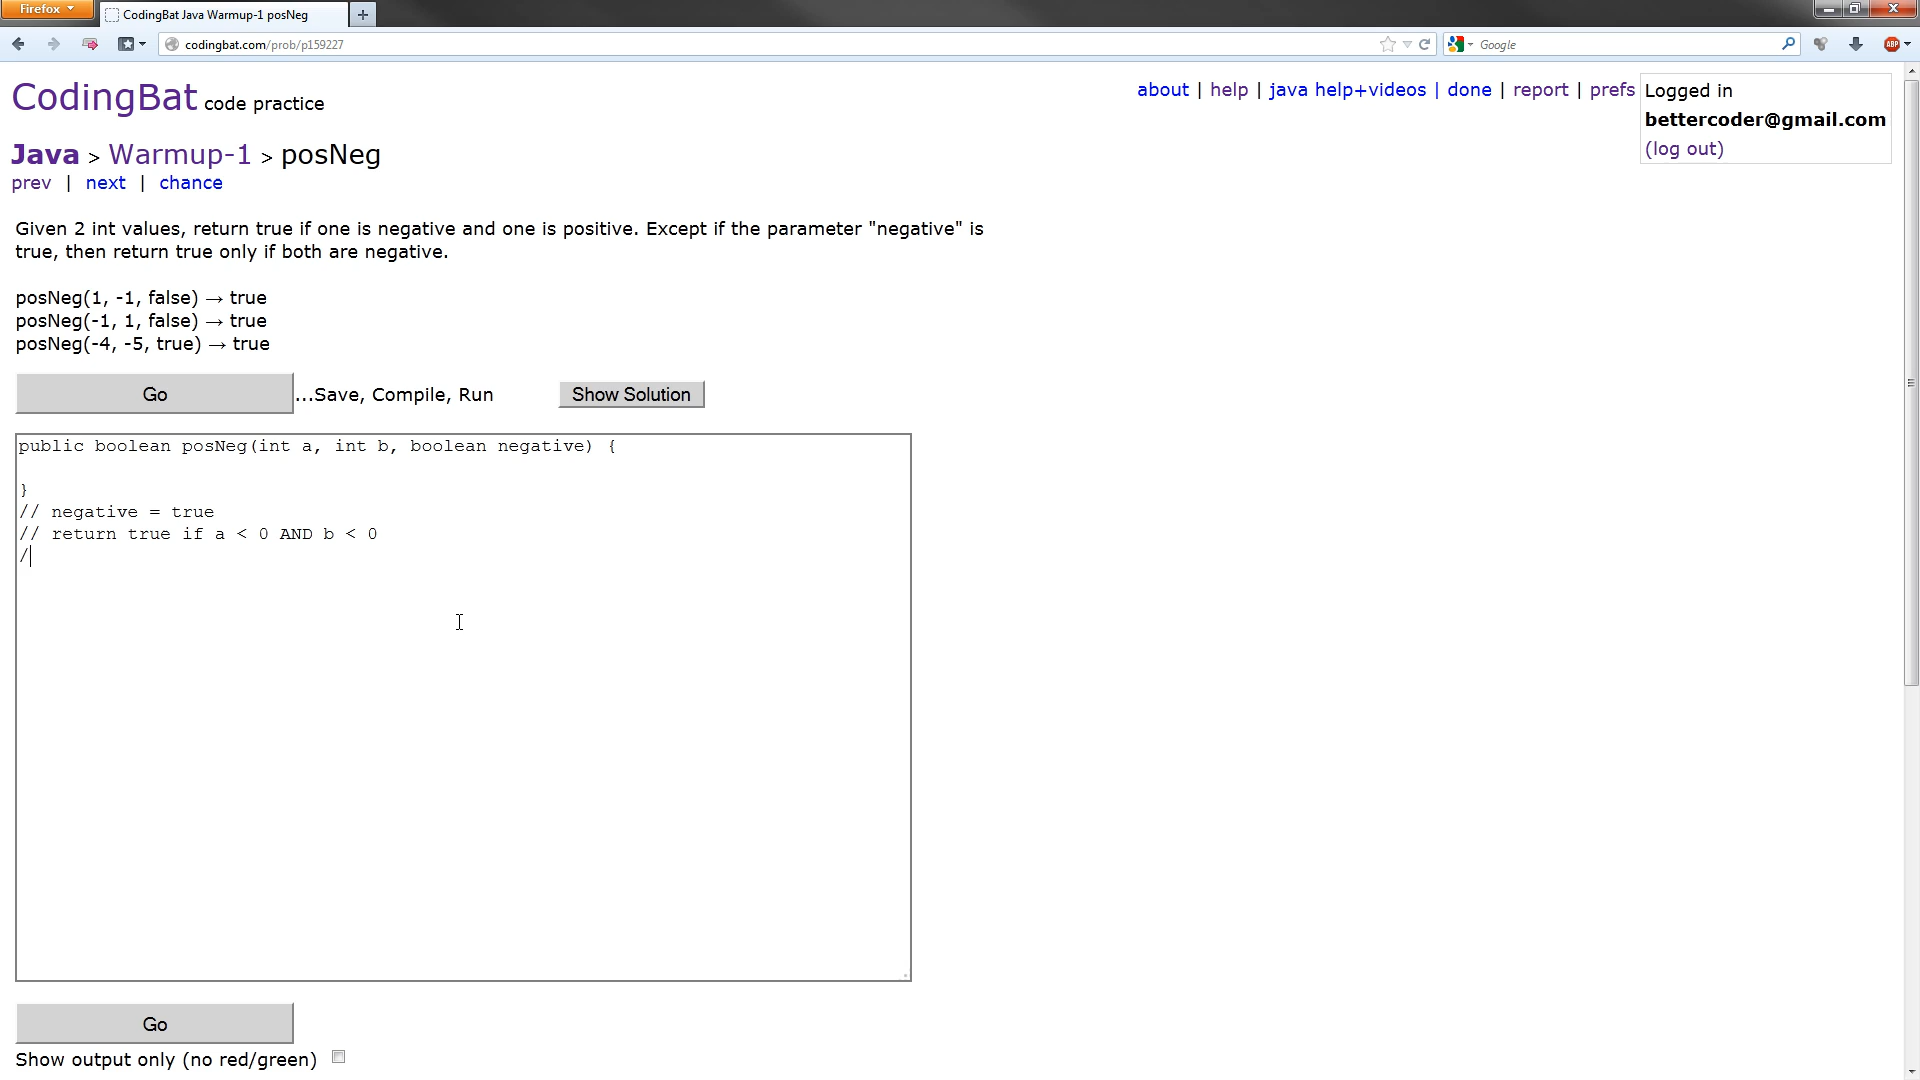 Firefox
CodingBat Java Warmup-1 posNeg
codingbat.com/prob/p159227
Google
ABP
CodingBat code practice
about | help | java help+videos | done | report | prefs
Logged in
bettercoder@gmail.com
(log out)
Java > Warmup-1 > posNeg
prev | next | chance
Given 2 int values, return true if one is negative and one is positive. Except if the parameter "negative" is
true, then return true only if both are negative.
posNeg(1, -1, false) → true
posNeg(-1, 1, false) → true
posNeg(-4, -5, true) → true
Go
...Save, Compile, Run
Show Solution
public boolean posNeg(int a, int b, boolean negative) {
}
// negative = true
// return true if a < 0 AND b < 0
/
Go
Show output only (no red/green)